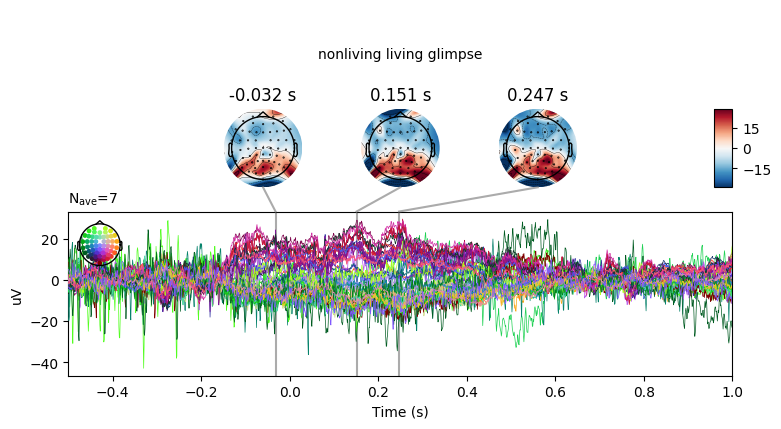 nonliving living glimpse
-0.032 s 0.151 s 0.247 s
15
0
−15
Nave=7
20
0
−20
−40
uV
−0.4 −0.2 0.0 0.2 0.4 0.6 0.8 1.0
Time (s)